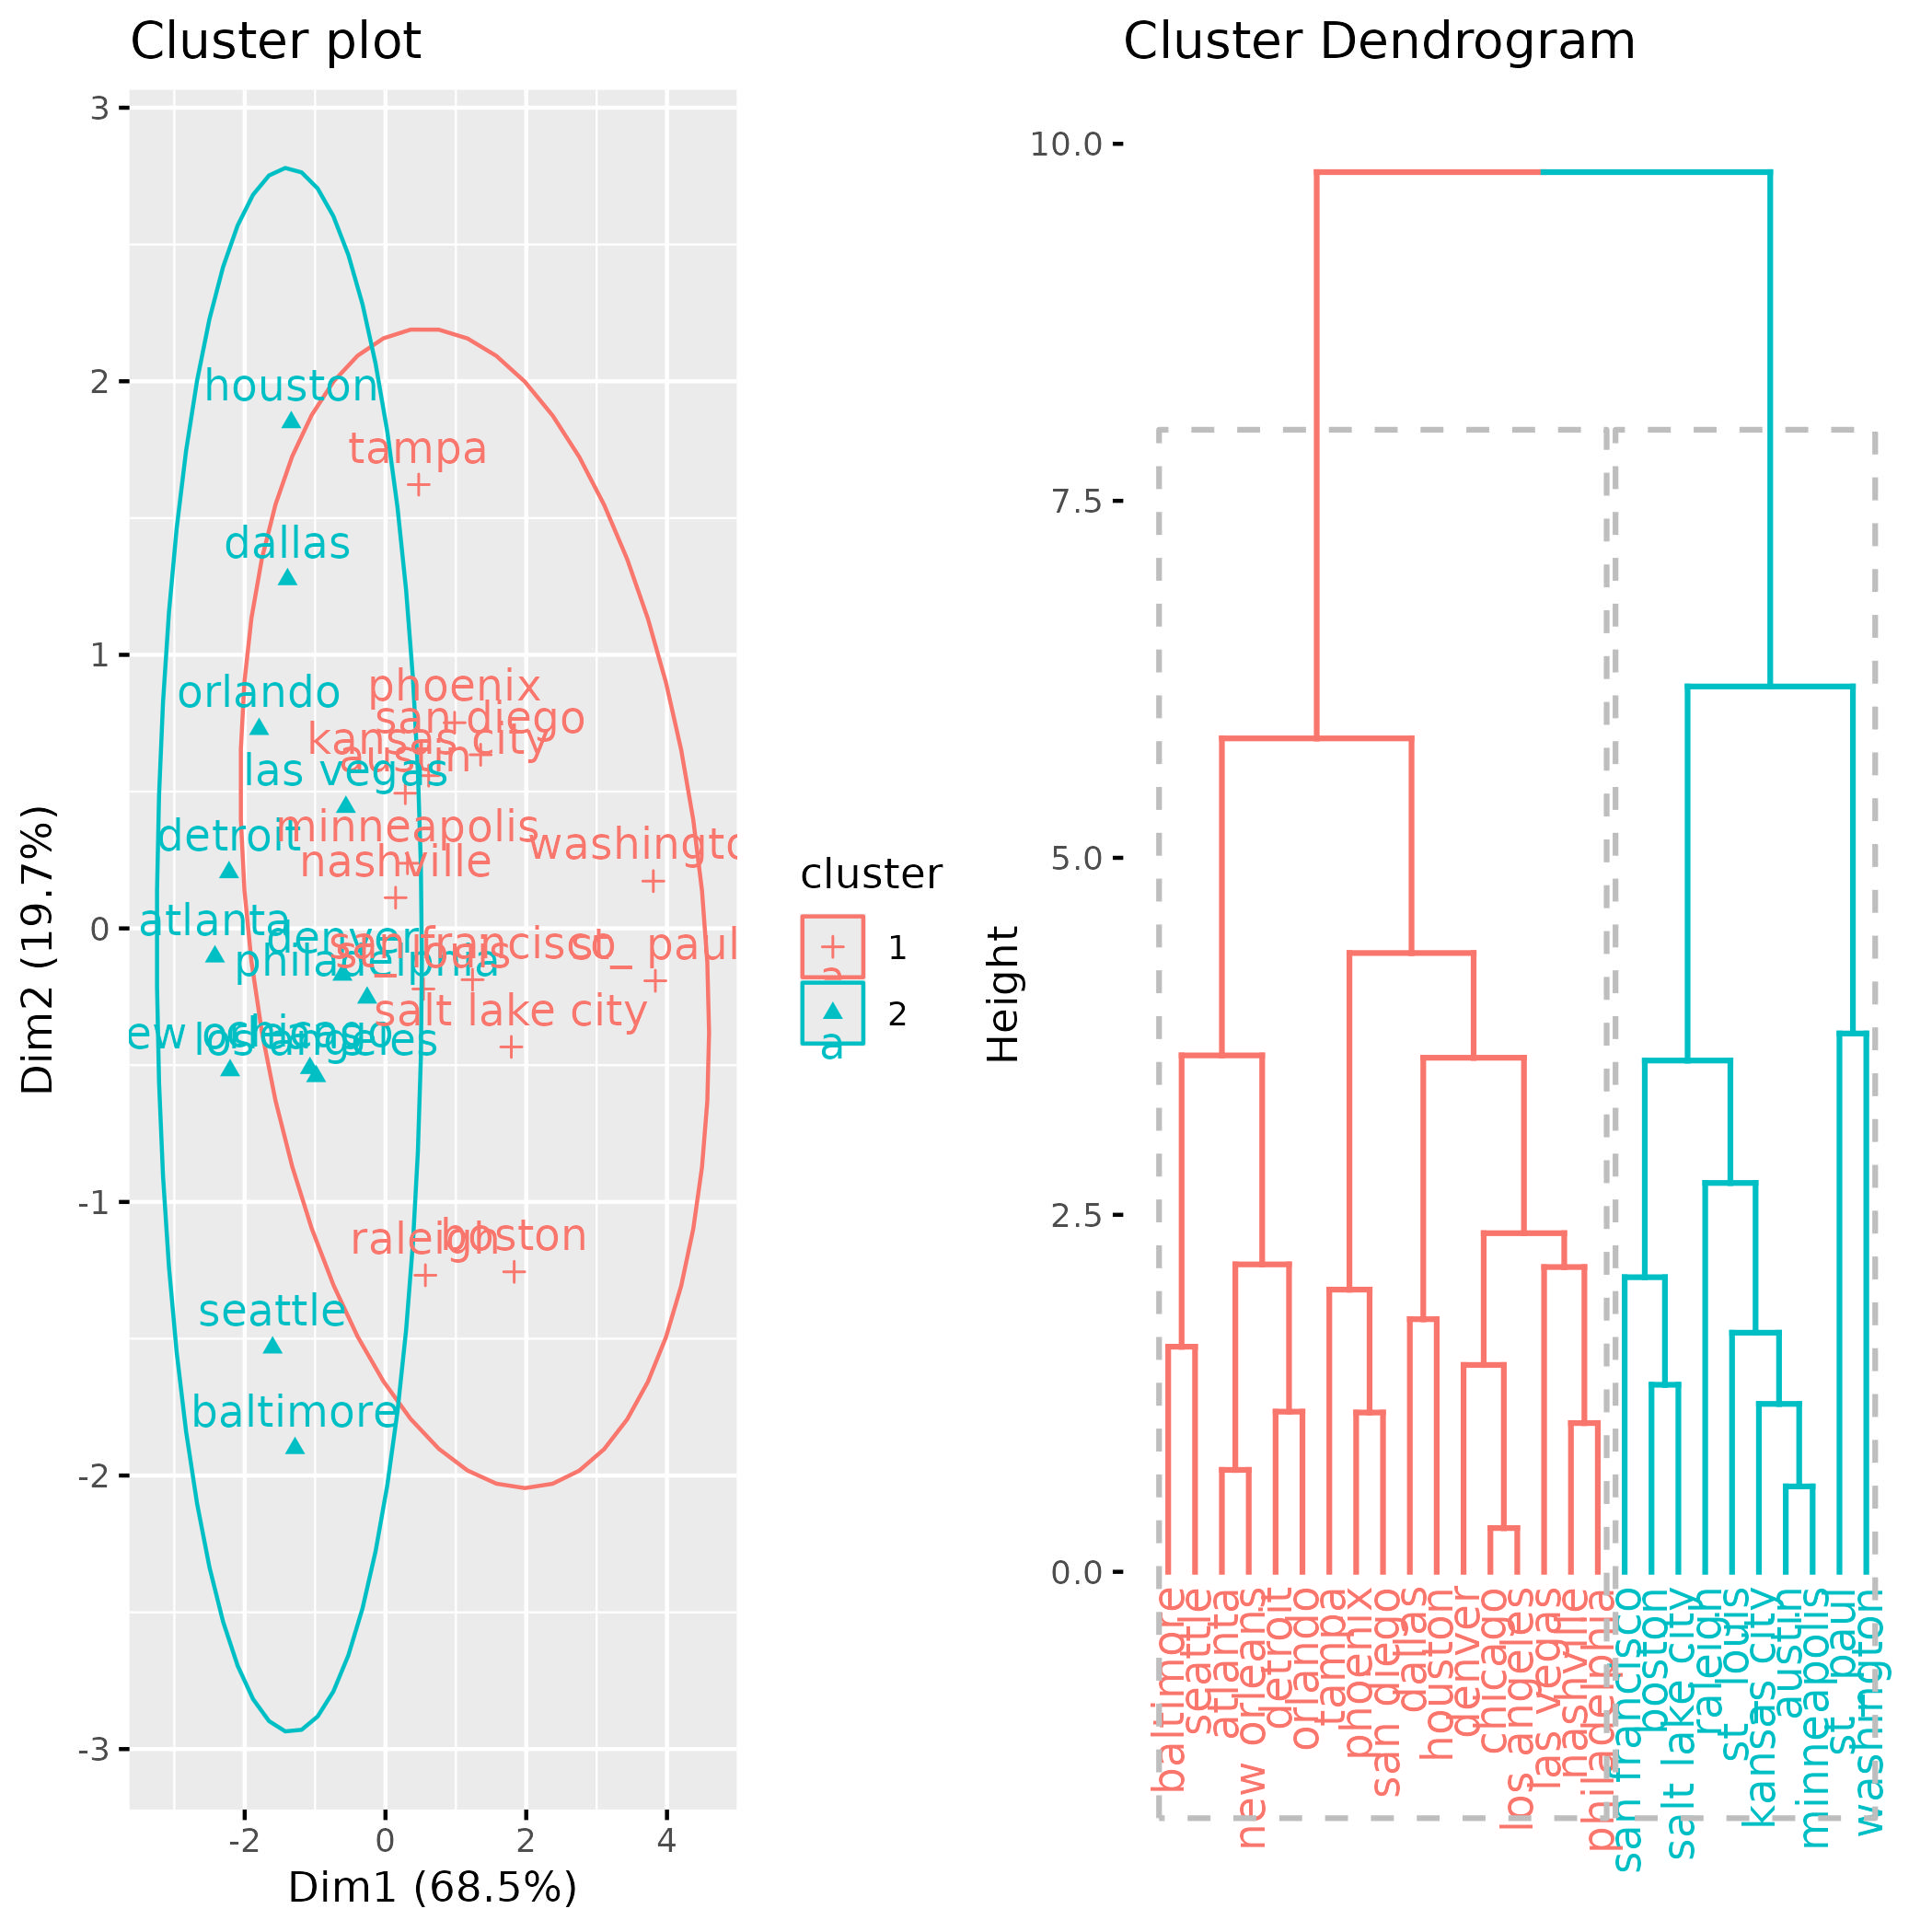 Cluster plot
3
2
1
0
-1
-2
-3
Dim2 (19.7%)
houston
tampa
dallas
orlando
phoenix
san diego
kansas city
austin
las vegas
minneapolis
detroit
washingto
nashville
atlanta
denver
san francisco
st_ paul
philadelphia
salt lake city
ew orleans
chicago
los angeles
raleigh
boston
seattle
baltimore
-2
0
2
4
Dim1 (68.5%)
cluster
a
1
a
2
Cluster Dendrogram
10.0
7.5
5.0
2.5
0.0
Height
baltimore
seattle
atlanta
new orleans
detroit
orlando
tampa
phoenix
san diego
dallas
houston
denver
chicago
los angeles
las vegas
nashville
philadelphia
san francisco
boston
salt lake city
raleigh
st_louis
kansas city
austin
minneapolis
st_paul
washington